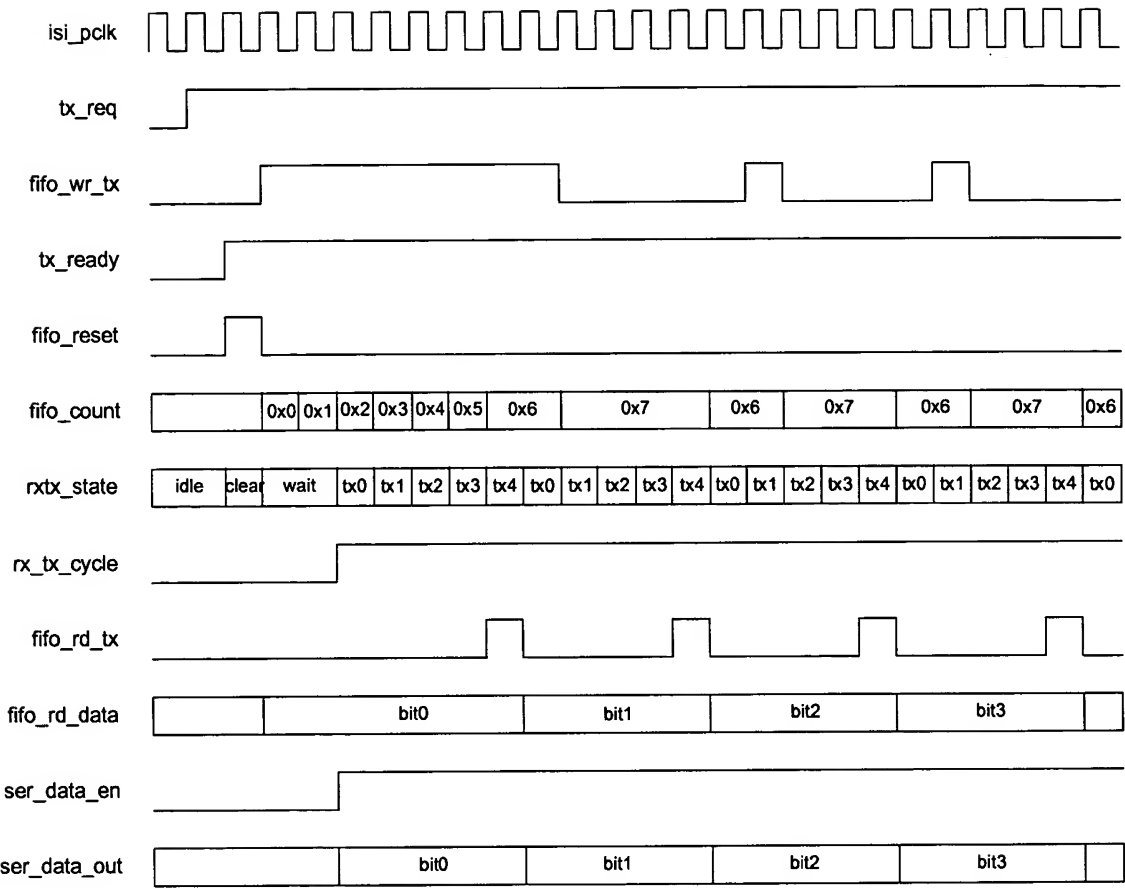 isi_pclk
tx_req
fifo_wr_tx
tx_ready
fifo_reset
fifo_count 0x0 0x1 0x2 0x3 0x4 0x5 0x6 0x7 0x6 0x7 0x6 0x7 0x6
rxtx_state idle clear wait tx0 tx1 tx2 tx3 tx4 tx0 tx1 tx2 tx3 tx4 tx0 tx1 tx2 tx3 tx4 tx0 tx1 tx2 tx3 tx4 tx0
rx_tx_cycle
fifo_rd_tx
fifo_rd_data bit0 bit1 bit2 bit3
ser_data_en
ser_data_out bit0 bit1 bit2 bit3